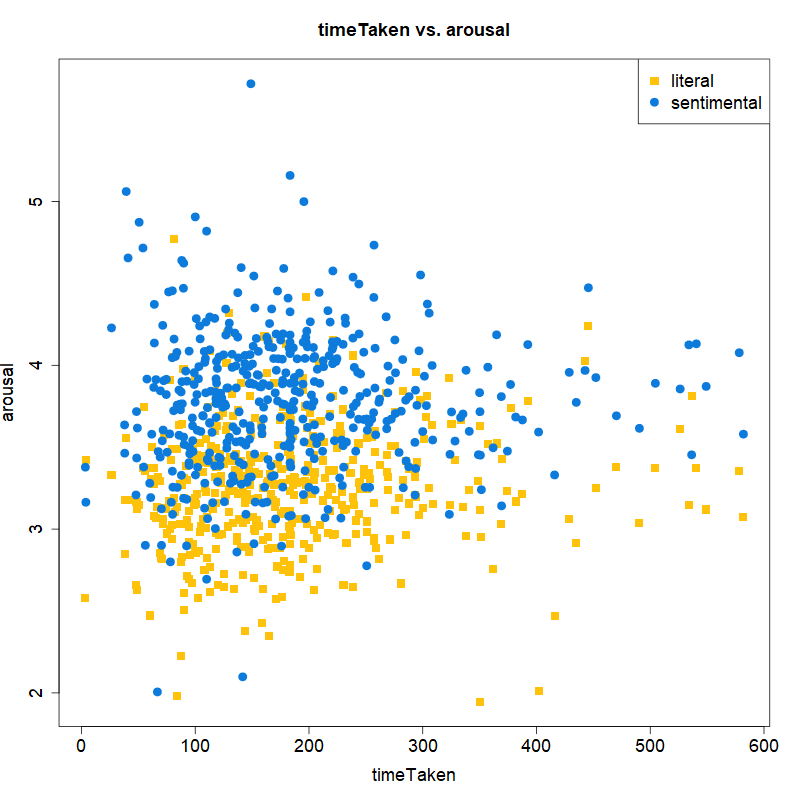 timeTaken vs. arousal
literal
sentimental
5
4
3
2
arousal
0 100 200 300 400 500 600
timeTaken